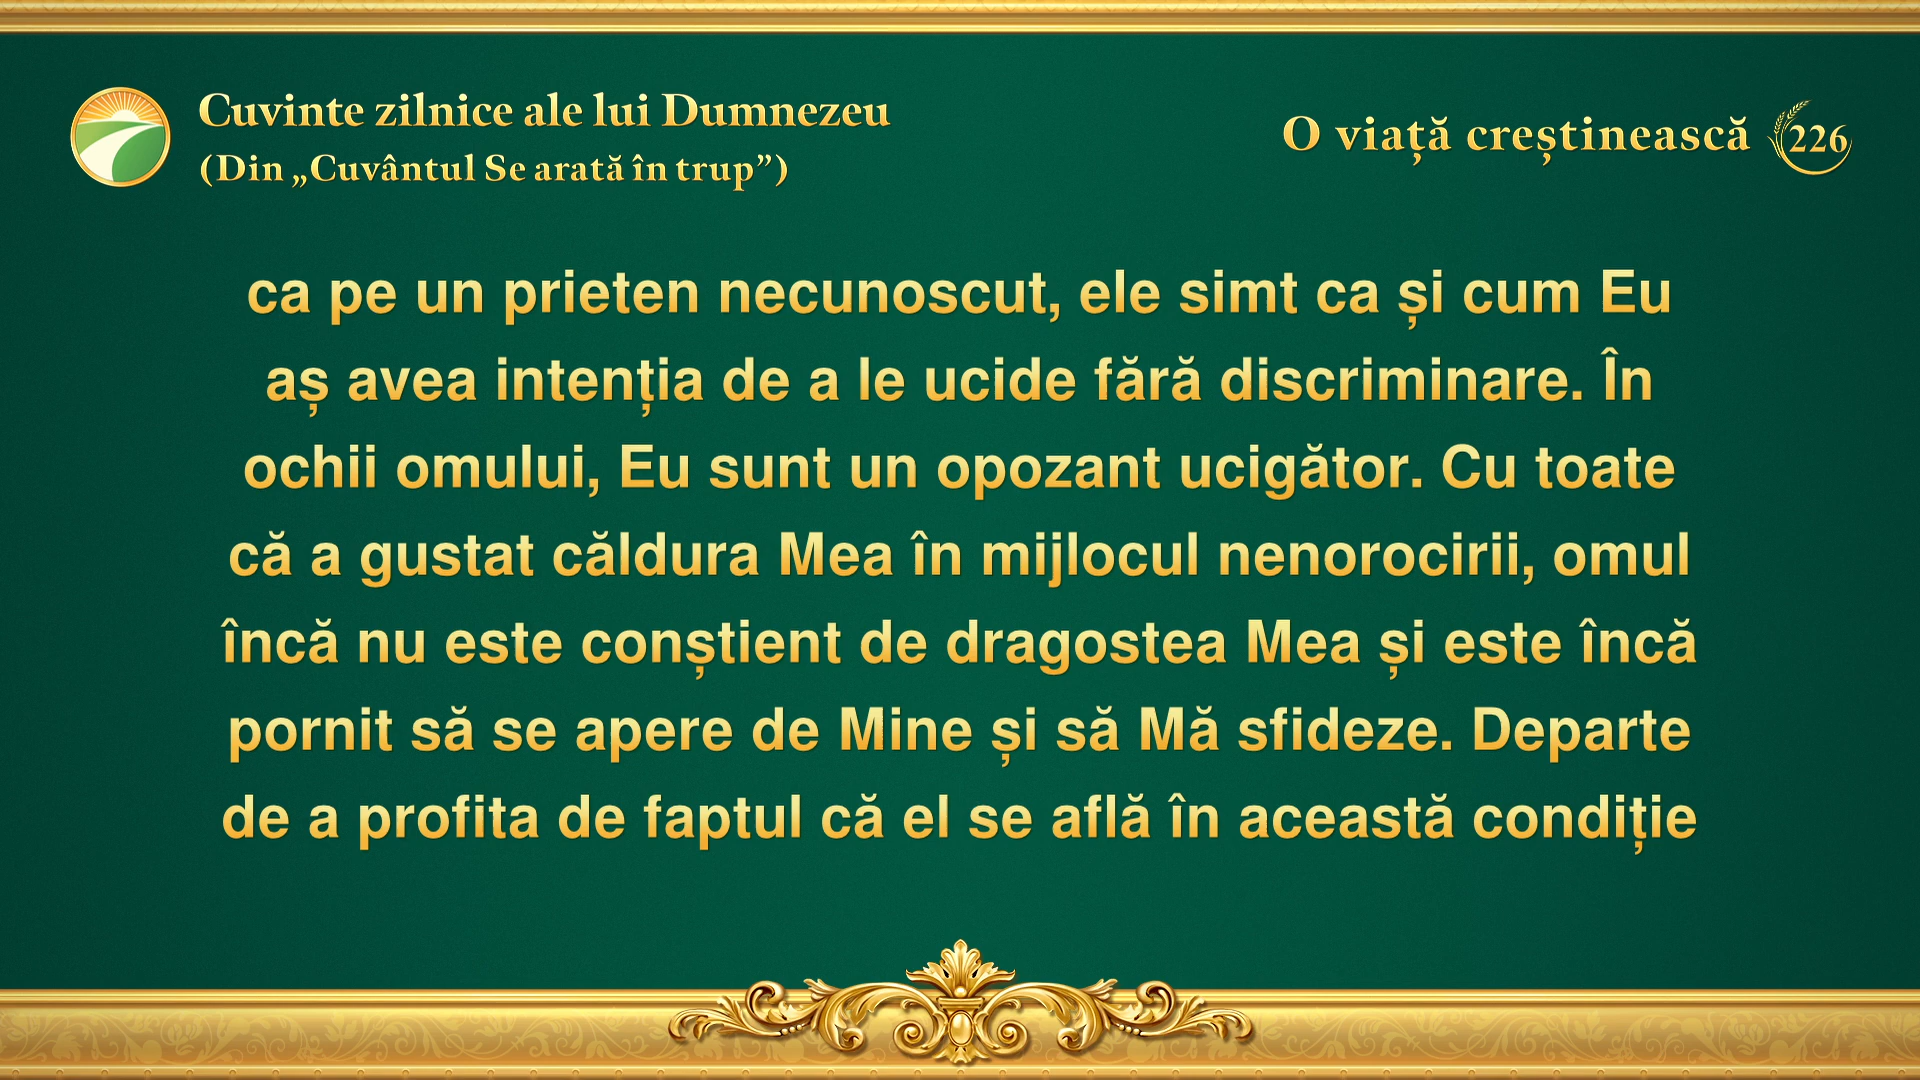 Cuvinte zilnice ale lui Dumnezeu
(Din „Cuvântul Se arată în trup”)
O viață creștinească 226
ca pe un prieten necunoscut, ele simt ca și cum Eu
aș avea intenția de a le ucide fără discriminare. În
ochii omului, Eu sunt un opozant ucigător. Cu toate
că a gustat căldura Mea în mijlocul nenorocirii, omul
încă nu este conștient de dragostea Mea și este încă
pornit să se apere de Mine și să Mă sfideze. Departe
de a profita de faptul că el se află în această condiție